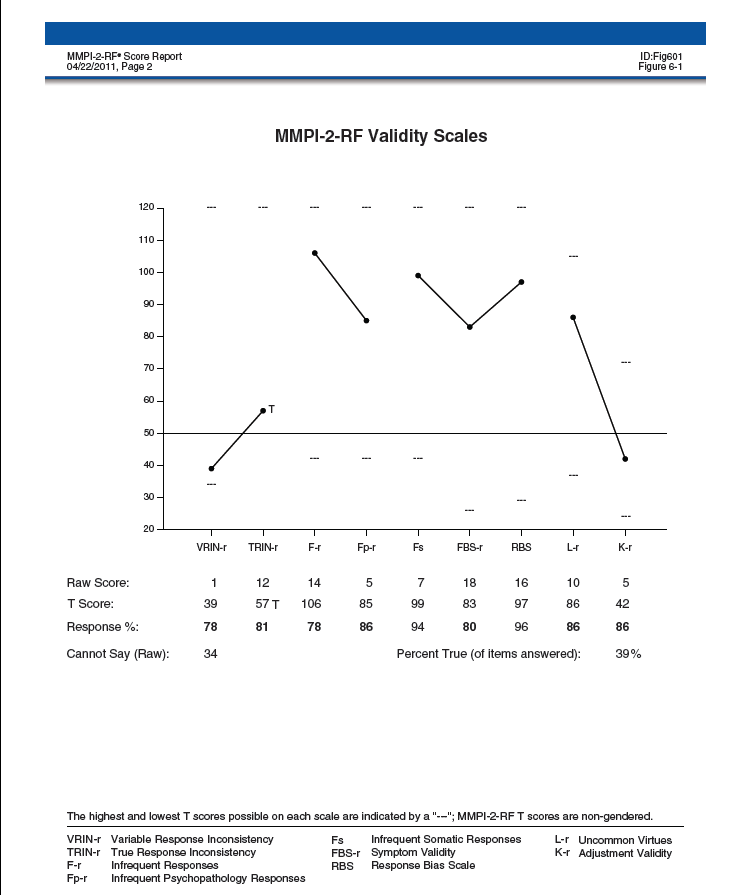 MMPI-2-RF® Score Report ID:Fig601
04/22/2011, Page 2 Figure 6-1
MMPI-2-RF Validity Scales
120 --- --- --- --- --- --- ---
110
---
100
90
80
70
---
60
T
50
40
--- --- ---
---
---
30
---
---
---
20
VRIN-r TRIN-r F-r Fp-r Fs FBS-r RBS L-r K-r
Raw Score: 1 12 14 5 7 18 16 10 5
T Score: 39 57 T 106 85 99 83 97 86 42
Response %: 78 81 78 86 94 80 96 86 86
Cannot Say (Raw): 34 Percent True (of items answered): 39%
The highest and lowest T scores possible on each scale are indicated by a "---"; MMPI-2-RF T scores are non-gendered.
VRIN-r Variable Response Inconsistency Fs Infrequent Somatic Responses L-r Uncommon Virtues
TRIN-r True Response Inconsistency FBS-r Symptom Validity K-r Adjustment Validity
F-r Infrequent Responses RBS Response Bias Scale
Fp-r Infrequent Psychopathology Responses